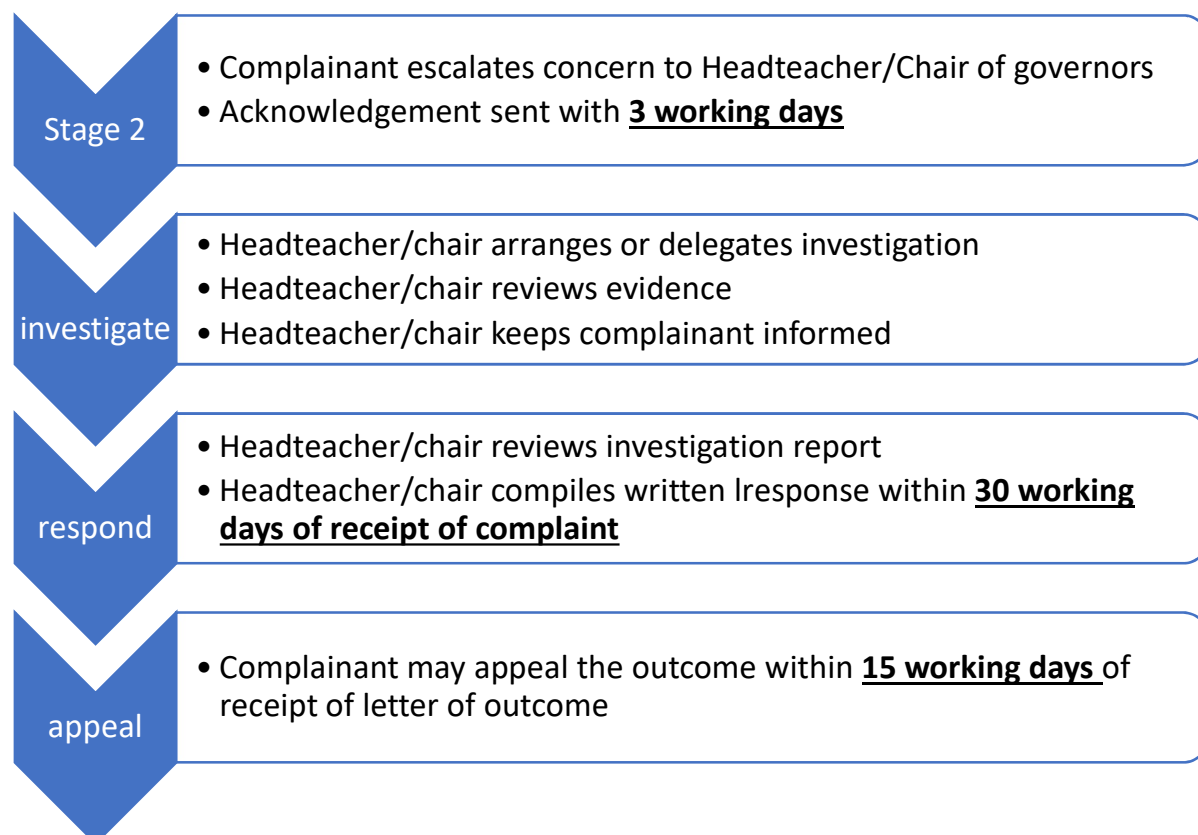 Stage 2
• Complainant escalates concern to Headteacher/Chair of governors
• Acknowledgement sent with 3 working days
investigate
• Headteacher/chair arranges or delegates investigation
• Headteacher/chair reviews evidence
• Headteacher/chair keeps complainant informed
respond
• Headteacher/chair reviews investigation report
• Headteacher/chair compiles written lresponse within 30 working
days of receipt of complaint
appeal
• Complainant may appeal the outcome within 15 working days of
receipt of letter of outcome